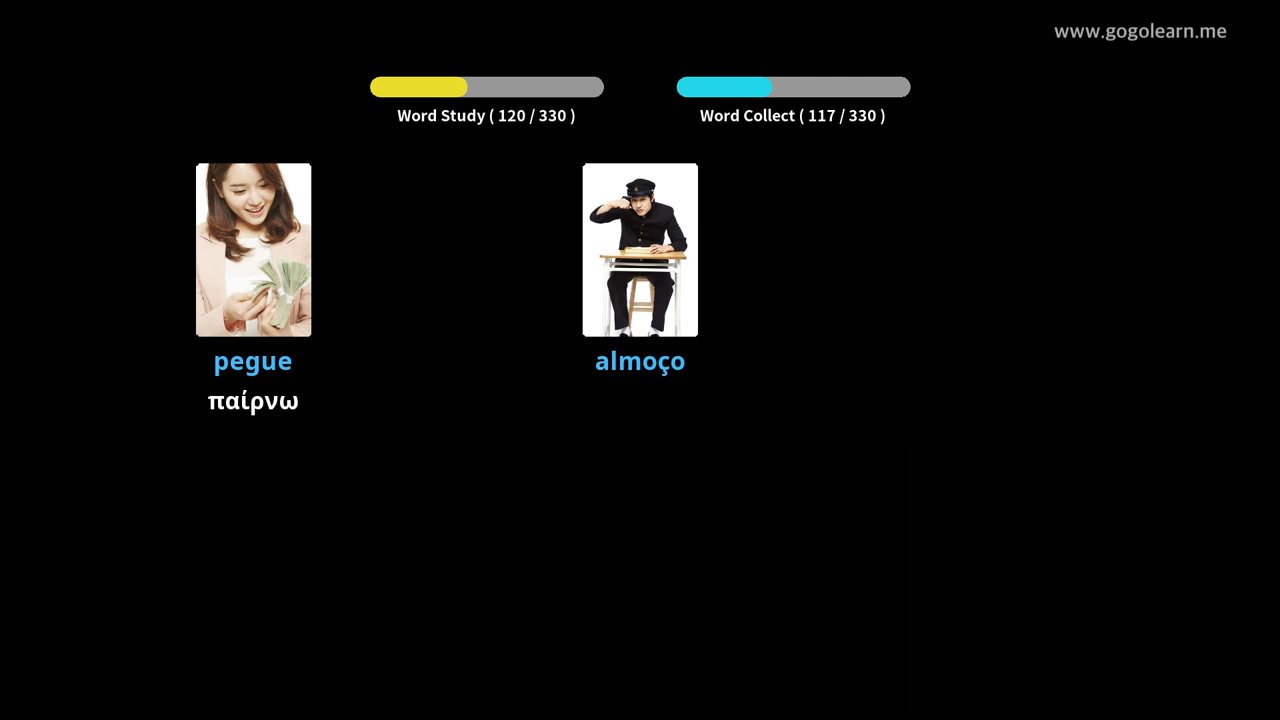 www.gogolearn.me
Word Study ( 120 / 330 )
Word Collect ( 117 / 330 )
pegue
almoço
παίρνω